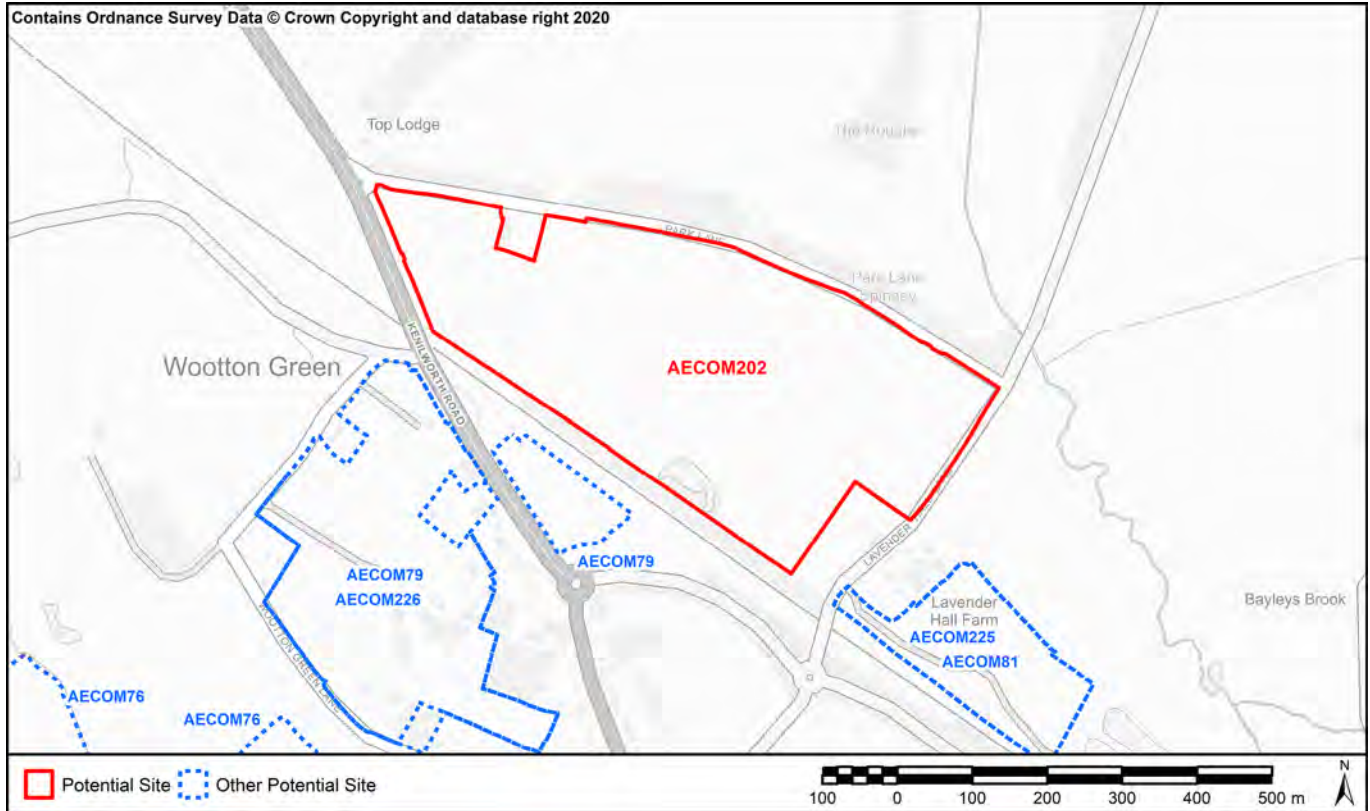 Contains Ordnance Survey Data © Crown Copyright and database right 2020
Top Lodge
The Roughs
PARK LANE
Park Lane
Spinney
AECOM202
Wootton Green
KENILWORTH ROAD
AECOM79
AECOM79
AECOM226
LAVENDER
Lavender
Hall Farm
AECOM225
AECOM81
Bayleys Brook
WOOTTON GREEN LANE
AECOM76
AECOM76
Potential Site
Other Potential Site
100 0 100 200 300 400 500 m
N